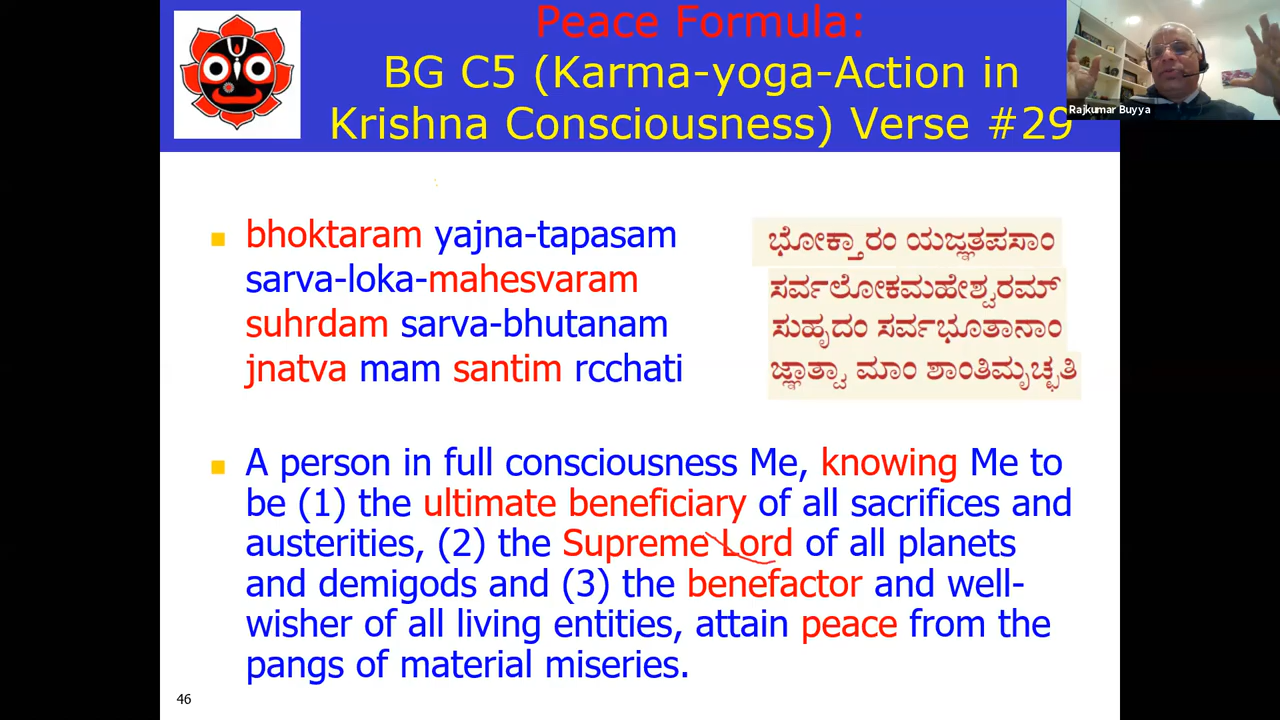 Peace Formula:
BG C5 (Karma-yoga-Action in
Krishna Consciousness) Verse #29
Rajkumar Buyya
bhoktaram yajna-tapasam
sarva-loka-mahesvaram
suhrdam sarva-bhutanam
jnatva mam santim rcchati
ಭೋಕ್ತಾರಂ ಯಜ್ಞತಪಸಾಂ
ಸರ್ವಲೋಕಮಹೇಶ್ವರಮ್
ಸುಹೃದಂ ಸರ್ವಭೂತಾನಾಂ
ಜ್ಞಾತ್ವಾ ಮಾಂ ಶಾಂತಿಮೃಚ್ಛತಿ
A person in full consciousness Me, knowing Me to
be (1) the ultimate beneficiary of all sacrifices and
austerities, (2) the Supreme Lord of all planets
and demigods and (3) the benefactor and well-
wisher of all living entities, attain peace from the
pangs of material miseries.
46